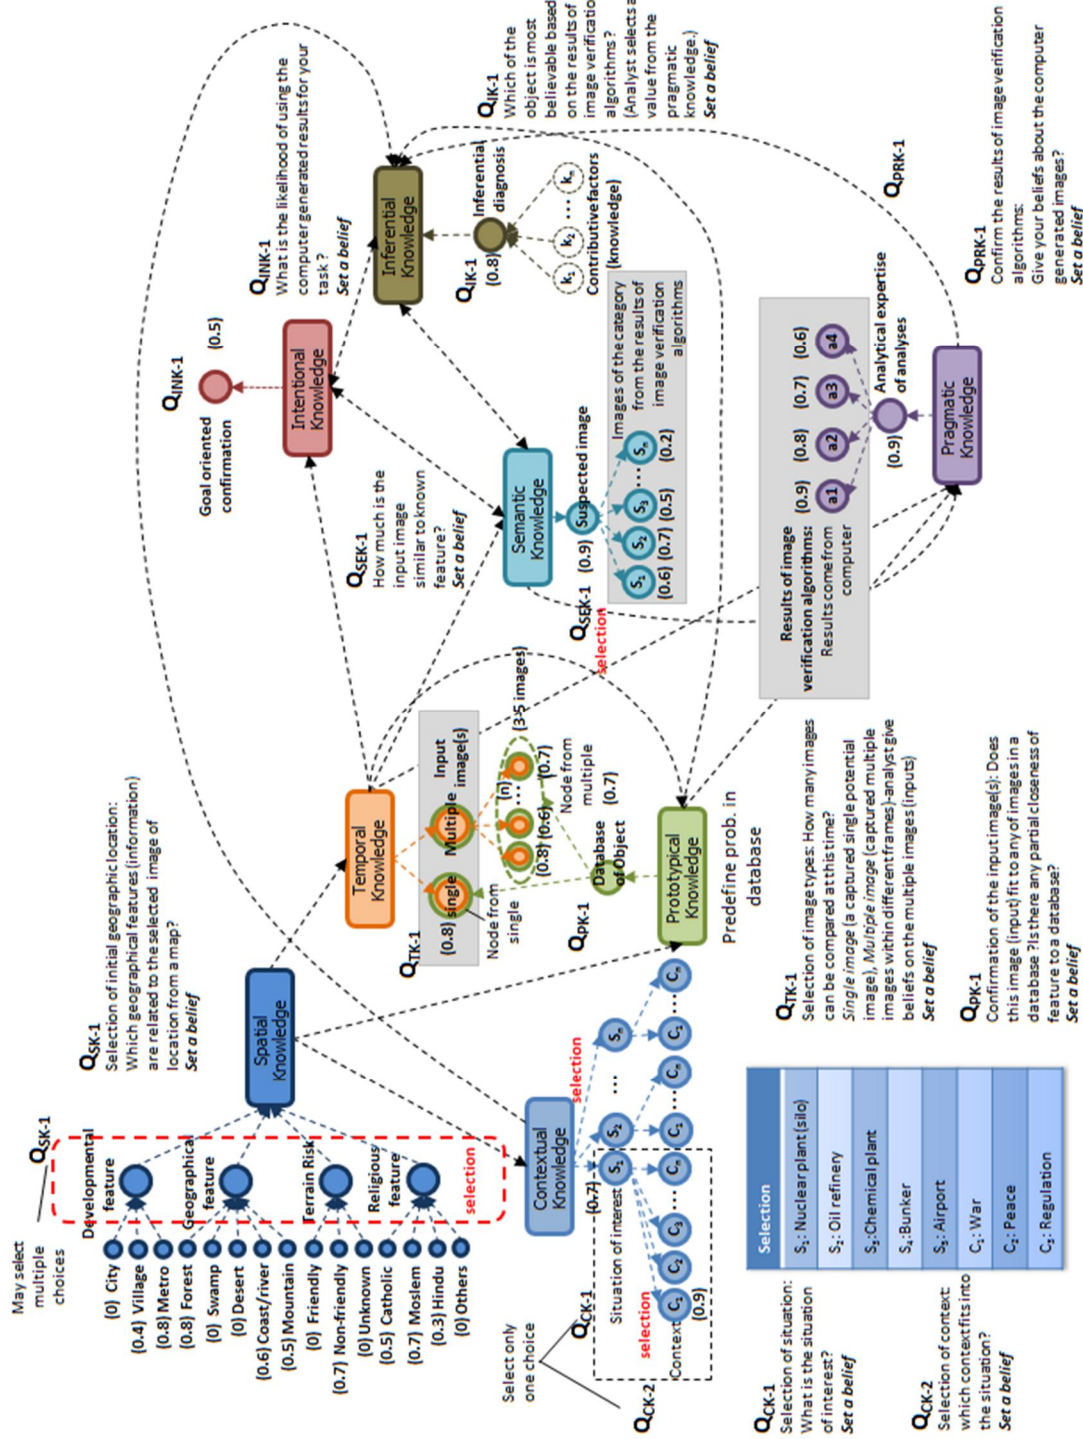 May select
multiple
choices
Q_SK-1
Developmental
feature
Geographical
feature
Terrain Risk
Religious
feature
selection
(0) City
(0.4) Village
(0.8) Metro
(0.8) Forest
(0) Swamp
(0) Desert
(0.6) Coast/river
(0.5) Mountain
(0) Friendly
(0.7) Non-friendly
(0) Unknown
(0.5) Catholic
(0.7) Moslem
(0.3) Hindu
(0) Others
Q_SK-1
Selection of initial geographic location:
Which geographical features (information)
are related to the selected image of
location from a map?
Set a belief
Spatial
Knowledge
Contextual
Knowledge
Select only
one choice
Q_CK-1
Q_CK-2
(0.7)
Situation of interest
S₁
S₂
...
Sₙ
selection
selection
Context
C₁
C₂
C₃
....
Cₙ
C₁
....
Cₙ
C₁
....
Cₙ
(0.9)
Temporal
Knowledge
Q_TK-1
(0.8)
single
Multiple
Input
image(s)
(n)
(3-5 images)
(0.8)
(0.6)
(0.7)
Node from
single
Node from
multiple
(0.7)
Q_PK-1
Database
of Object
Prototypical
Knowledge
Predefine prob. in
database
Q_INK-1
Goal oriented
confirmation
(0.5)
Intentional
Knowledge
Q_INK-1
What is the likelihood of using the
computer generated results for your
task ?
Set a belief
Q_SEK-1
How much is the
input image
similar to known
feature?
Set a belief
Semantic
Knowledge
Q_SEK-1
selection
(0.9)
Suspected image
S₁
S₂
S₃
...
Sₙ
(0.6)
(0.7)
(0.5)
(0.2)
Images of the category
from the results of
image verification
algorithms
Inferential
Knowledge
Q_IK-1
(0.8)
Inferential
diagnosis
k₁
k₂
...
kₙ
Contributive factors
(knowledge)
Q_IK-1
Which of the
object is most
believable based
on the results of
image verification
algorithms?
(Analyst selects a
value from the
pragmatic
knowledge.)
Set a belief
Results of image
verification algorithms:
Results come from
computer
(0.9)
(0.8)
(0.7)
(0.6)
a1
a2
a3
a4
(0.9)
Analytical expertise
of analyses
Pragmatic
Knowledge
Q_PRK-1
Q_PRK-1
Confirm the results of image verification
algorithms:
Give your beliefs about the computer
generated images?
Set a belief
Q_CK-1
Selection of situation:
What is the situation
of interest?
Set a belief
Q_CK-2
Selection of context:
which context fits into
the situation?
Set a belief
Selection
S₁: Nuclear plant (silo)
S₂: Oil refinery
S₃: Chemical plant
S₄: Bunker
S₅: Airport
C₁: War
C₂: Peace
C₃: Regulation
Q_TK-1
Selection of image types: How many images
can be compared at this time?
Single image (a captured single potential
image), Multiple image (captured multiple
images within different frames)-analyst give
beliefs on the multiple images (inputs)
Set a belief
Q_PK-1
Confirmation of the input image(s): Does
this image (input) fit to any of images in a
database ?Is there any partial closeness of
feature to a database?
Set a belief